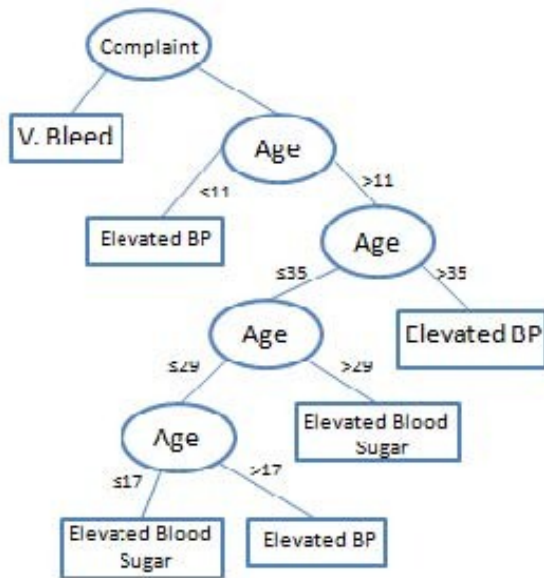 Complaint
V. Bleed
Age
≤11
>11
Elevated BP
Age
≤35
>35
Age
Elevated BP
≤29
>29
Age
Elevated Blood
Sugar
≤17
>17
Elevated Blood
Sugar
Elevated BP